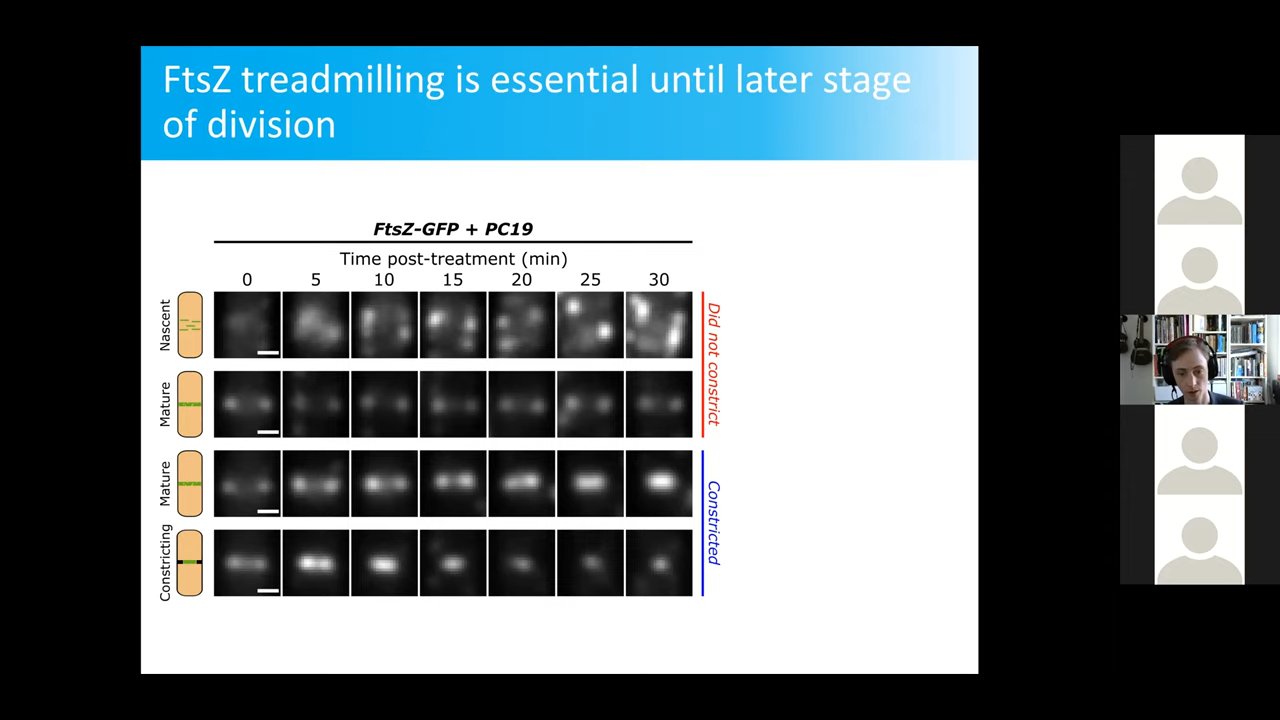 FtsZ treadmilling is essential until later stage
of division
FtsZ-GFP + PC19
Time post-treatment (min)
0 5 10 15 20 25 30
Nascent
Mature
Did not constrict
Mature
Constricting
Constricted